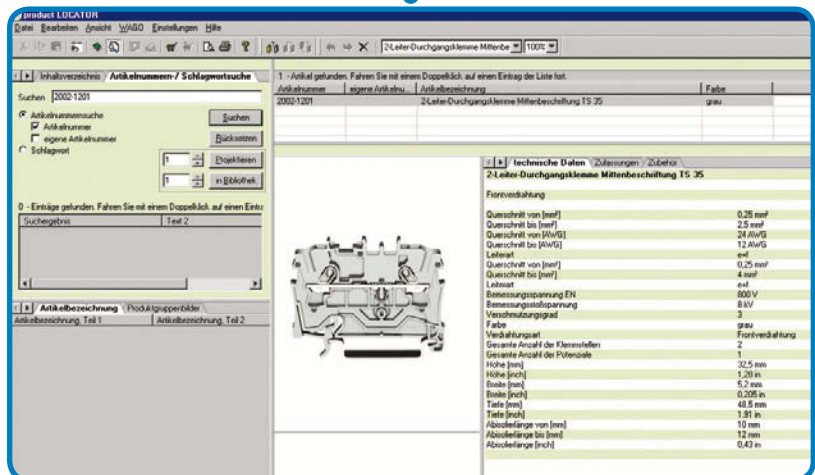 product LOCATOR
Datei Bearbeiten Ansicht WAGO Einstellungen Hilfe
2-Leiter-Durchgangsklemme Mittenbe 100%
Inhaltsverzeichnis Artikelnummern-/ Schlagwortsuche
Suchen 2002-1201
Artikelnummernsuche Suchen
Artikelnummer
eigene Artikelnummer Rücksetzen
Schlagwort
1 Projektieren
1 in Bibliothek
0 - Einträge gefunden. Fahren Sie mit einem Doppelklick auf einen Eintra
Suchergebnis Text 2
Artikelbezeichnung Produktgruppenbilder
Artikelbezeichnung, Teil 1 Artikelbezeichnung, Teil 2
1 - Artikel gefunden. Fahren Sie mit einem Doppelklick auf einen Eintrag der Liste fort.
Artikelnummer eigene Artikelnu... Artikelbezeichnung Farbe
2002-1201 2-Leiter-Durchgangsklemme Mittenbeschriftung TS 35 grau
technische Daten Zulassungen Zubehör
2-Leiter-Durchgangsklemme Mittenbeschriftung TS 35
Frontverdrahtung
Querschnitt von [mm²] 0,25 mm²
Querschnitt bis [mm²] 2,5 mm²
Querschnitt von [AWG] 24 AWG
Querschnitt bis [AWG] 12 AWG
Leiterart e+f
Querschnitt von [mm²] 0,25 mm²
Querschnitt bis [mm²] 4 mm²
Leiterart e+f
Bemessungsspannung EN 800 V
Bemessungsstoßspannung 8 kV
Verschmutzungsgrad 3
Farbe grau
Verdrahtungsart Frontverdrahtung
Gesamte Anzahl der Klemmstellen 2
Gesamte Anzahl der Potenziale 1
Höhe [mm] 32,5 mm
Höhe [inch] 1,28 in
Breite [mm] 5,2 mm
Breite [inch] 0,205 in
Tiefe [mm] 48,5 mm
Tiefe [inch] 1,91 in
Abisolierlänge von [mm] 10 mm
Abisolierlänge bis [mm] 12 mm
Abisolierlänge [inch] 0,43 in